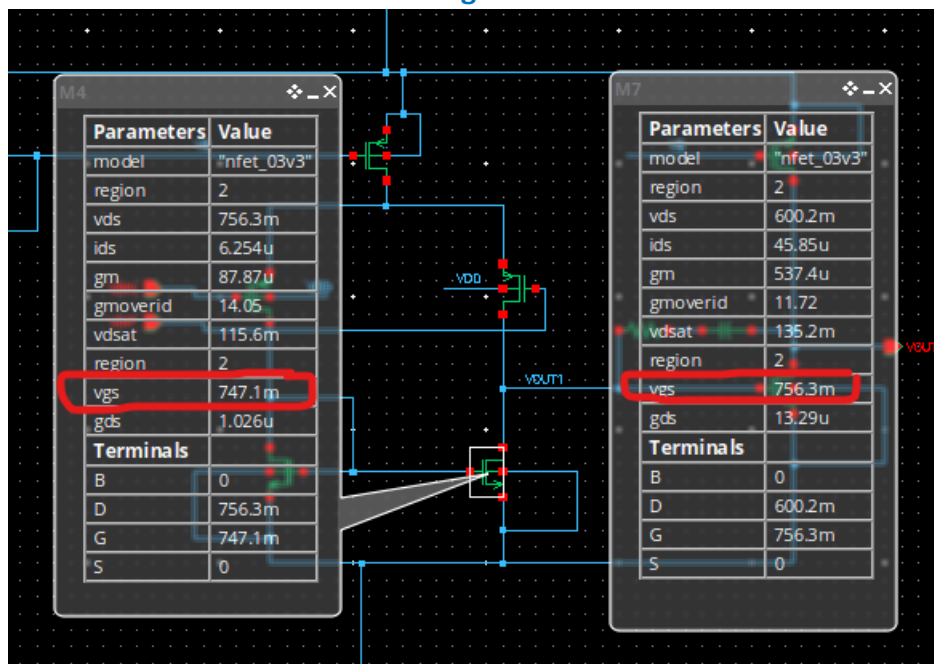 M4
Parameters Value
model "nfet_03v3"
region 2
vds 756.3m
ids 6.254u
gm 87.87u
gmoverid 14.05
vdsat 115.6m
region 2
vgs 747.1m
gds 1.026u
Terminals
B 0
D 756.3m
G 747.1m
S 0
VDD
VOUT1
M7
Parameters Value
model "nfet_03v3"
region 2
vds 600.2m
ids 45.85u
gm 537.4u
gmoverid 11.72
vdsat 135.2m
region 2
vgs 756.3m
gds 13.29u
Terminals
B 0
D 600.2m
G 756.3m
S 0